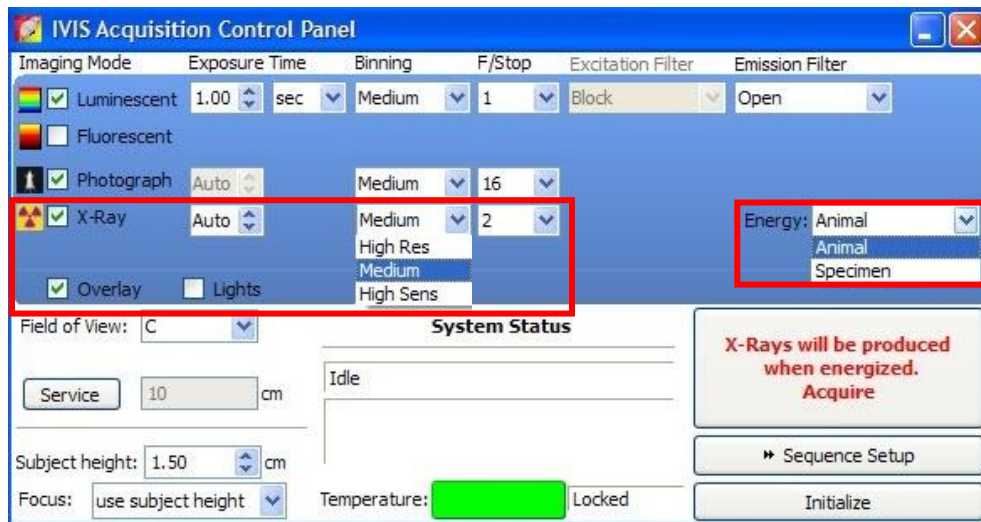 IVIS Acquisition Control Panel
Imaging Mode Exposure Time Binning F/Stop Excitation Filter Emission Filter
Luminescent 1.00 sec Medium 1 Block Open
Fluorescent
Photograph Auto Medium 16
X-Ray Auto Medium 2 Energy: Animal
High Res Animal
Medium Specimen
Overlay Lights High Sens
Field of View: C System Status
X-Rays will be produced
when energized.
Acquire
Idle
Service 10 cm
Subject height: 1.50 cm
Sequence Setup
Focus: use subject height Temperature: Locked Initialize